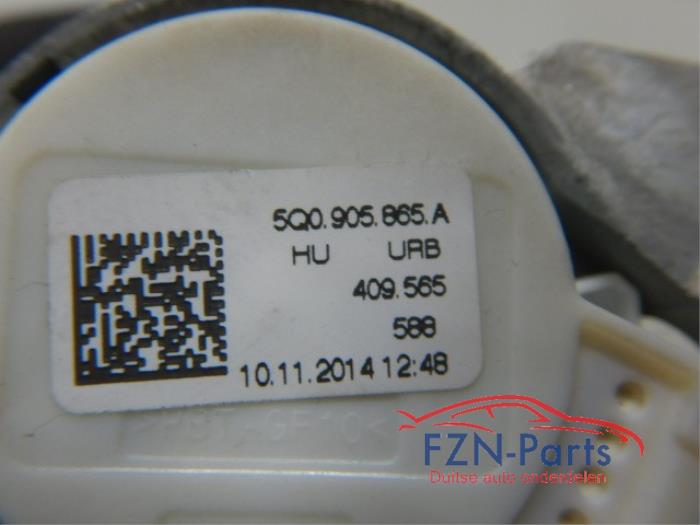 5Q0.905.865.A
HU URB
409.565
588
10.11.2014 12:48
FZN-Parts
Duitse auto onderdelen